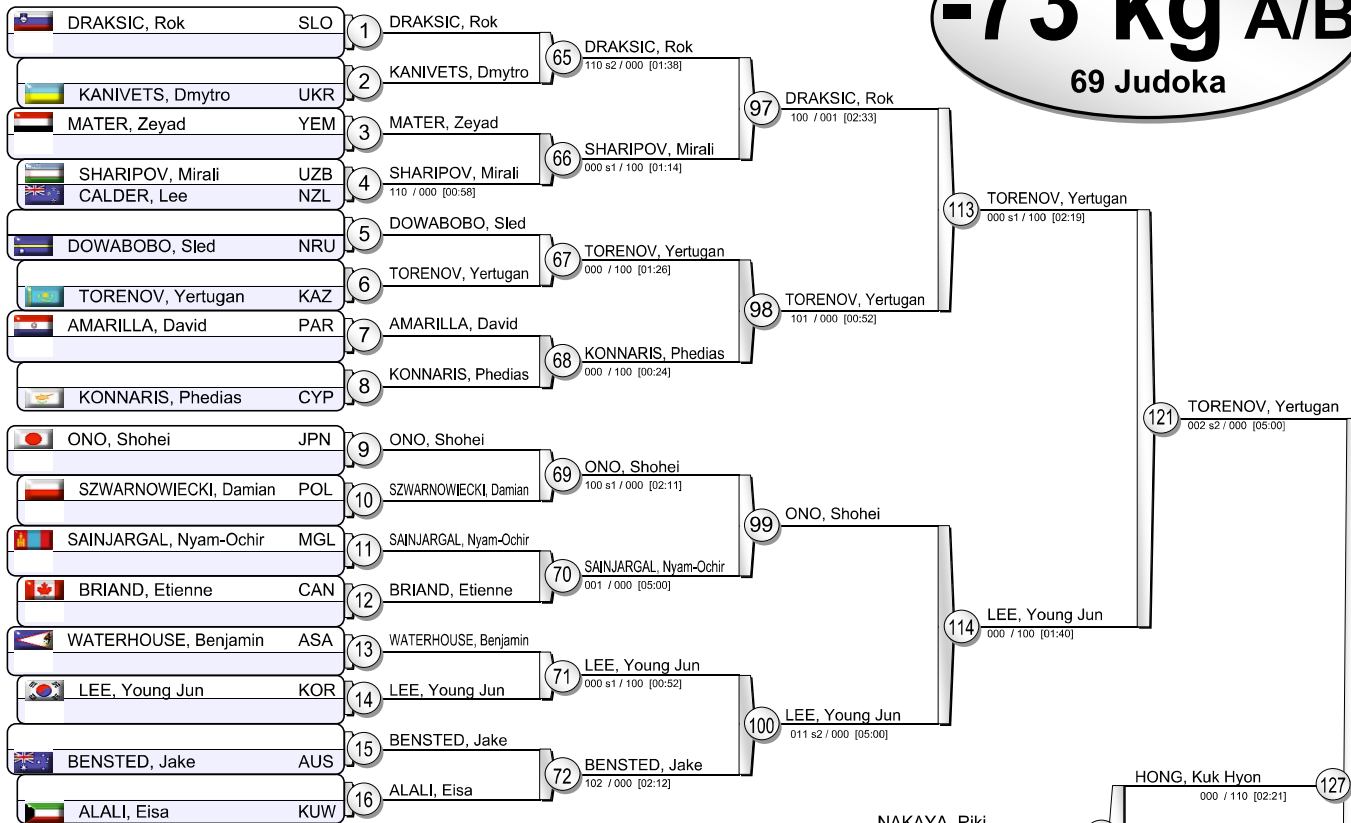 -73 kg A/B
69 Judoka
DRAKSIC, Rok SLO
KANIVETS, Dmytro UKR
MATER, Zeyad YEM
SHARIPOV, Mirali UZB
CALDER, Lee NZL
DOWABOBO, Sled NRU
TORENOV, Yertugan KAZ
AMARILLA, David PAR
KONNARIS, Phedias CYP
ONO, Shohei JPN
SZWARNOWIECKI, Damian POL
SAINJARGAL, Nyam-Ochir MGL
BRIAND, Etienne CAN
WATERHOUSE, Benjamin ASA
LEE, Young Jun KOR
BENSTED, Jake AUS
ALALI, Eisa KUW
1 DRAKSIC, Rok
2 KANIVETS, Dmytro
3 MATER, Zeyad
4 SHARIPOV, Mirali
110 / 000 [00:58]
5 DOWABOBO, Sled
6 TORENOV, Yertugan
7 AMARILLA, David
8 KONNARIS, Phedias
9 ONO, Shohei
10 SZWARNOWIECKI, Damian
11 SAINJARGAL, Nyam-Ochir
12 BRIAND, Etienne
13 WATERHOUSE, Benjamin
14 LEE, Young Jun
15 BENSTED, Jake
16 ALALI, Eisa
65 DRAKSIC, Rok
110 s2 / 000 [01:38]
66 SHARIPOV, Mirali
000 s1 / 100 [01:14]
67 TORENOV, Yertugan
000 / 100 [01:26]
68 KONNARIS, Phedias
000 / 100 [00:24]
69 ONO, Shohei
100 s1 / 000 [02:11]
70 SAINJARGAL, Nyam-Ochir
001 / 000 [05:00]
71 LEE, Young Jun
000 s1 / 100 [00:52]
72 BENSTED, Jake
102 / 000 [02:12]
97 DRAKSIC, Rok
100 / 001 [02:33]
98 TORENOV, Yertugan
101 / 000 [00:52]
99 ONO, Shohei
100 LEE, Young Jun
011 s2 / 000 [05:00]
113 TORENOV, Yertugan
000 s1 / 100 [02:19]
114 LEE, Young Jun
000 / 100 [01:40]
121 TORENOV, Yertugan
002 s2 / 000 [05:00]
HONG, Kuk Hyon 127
000 / 110 [02:21]
NAKAYA, Riki